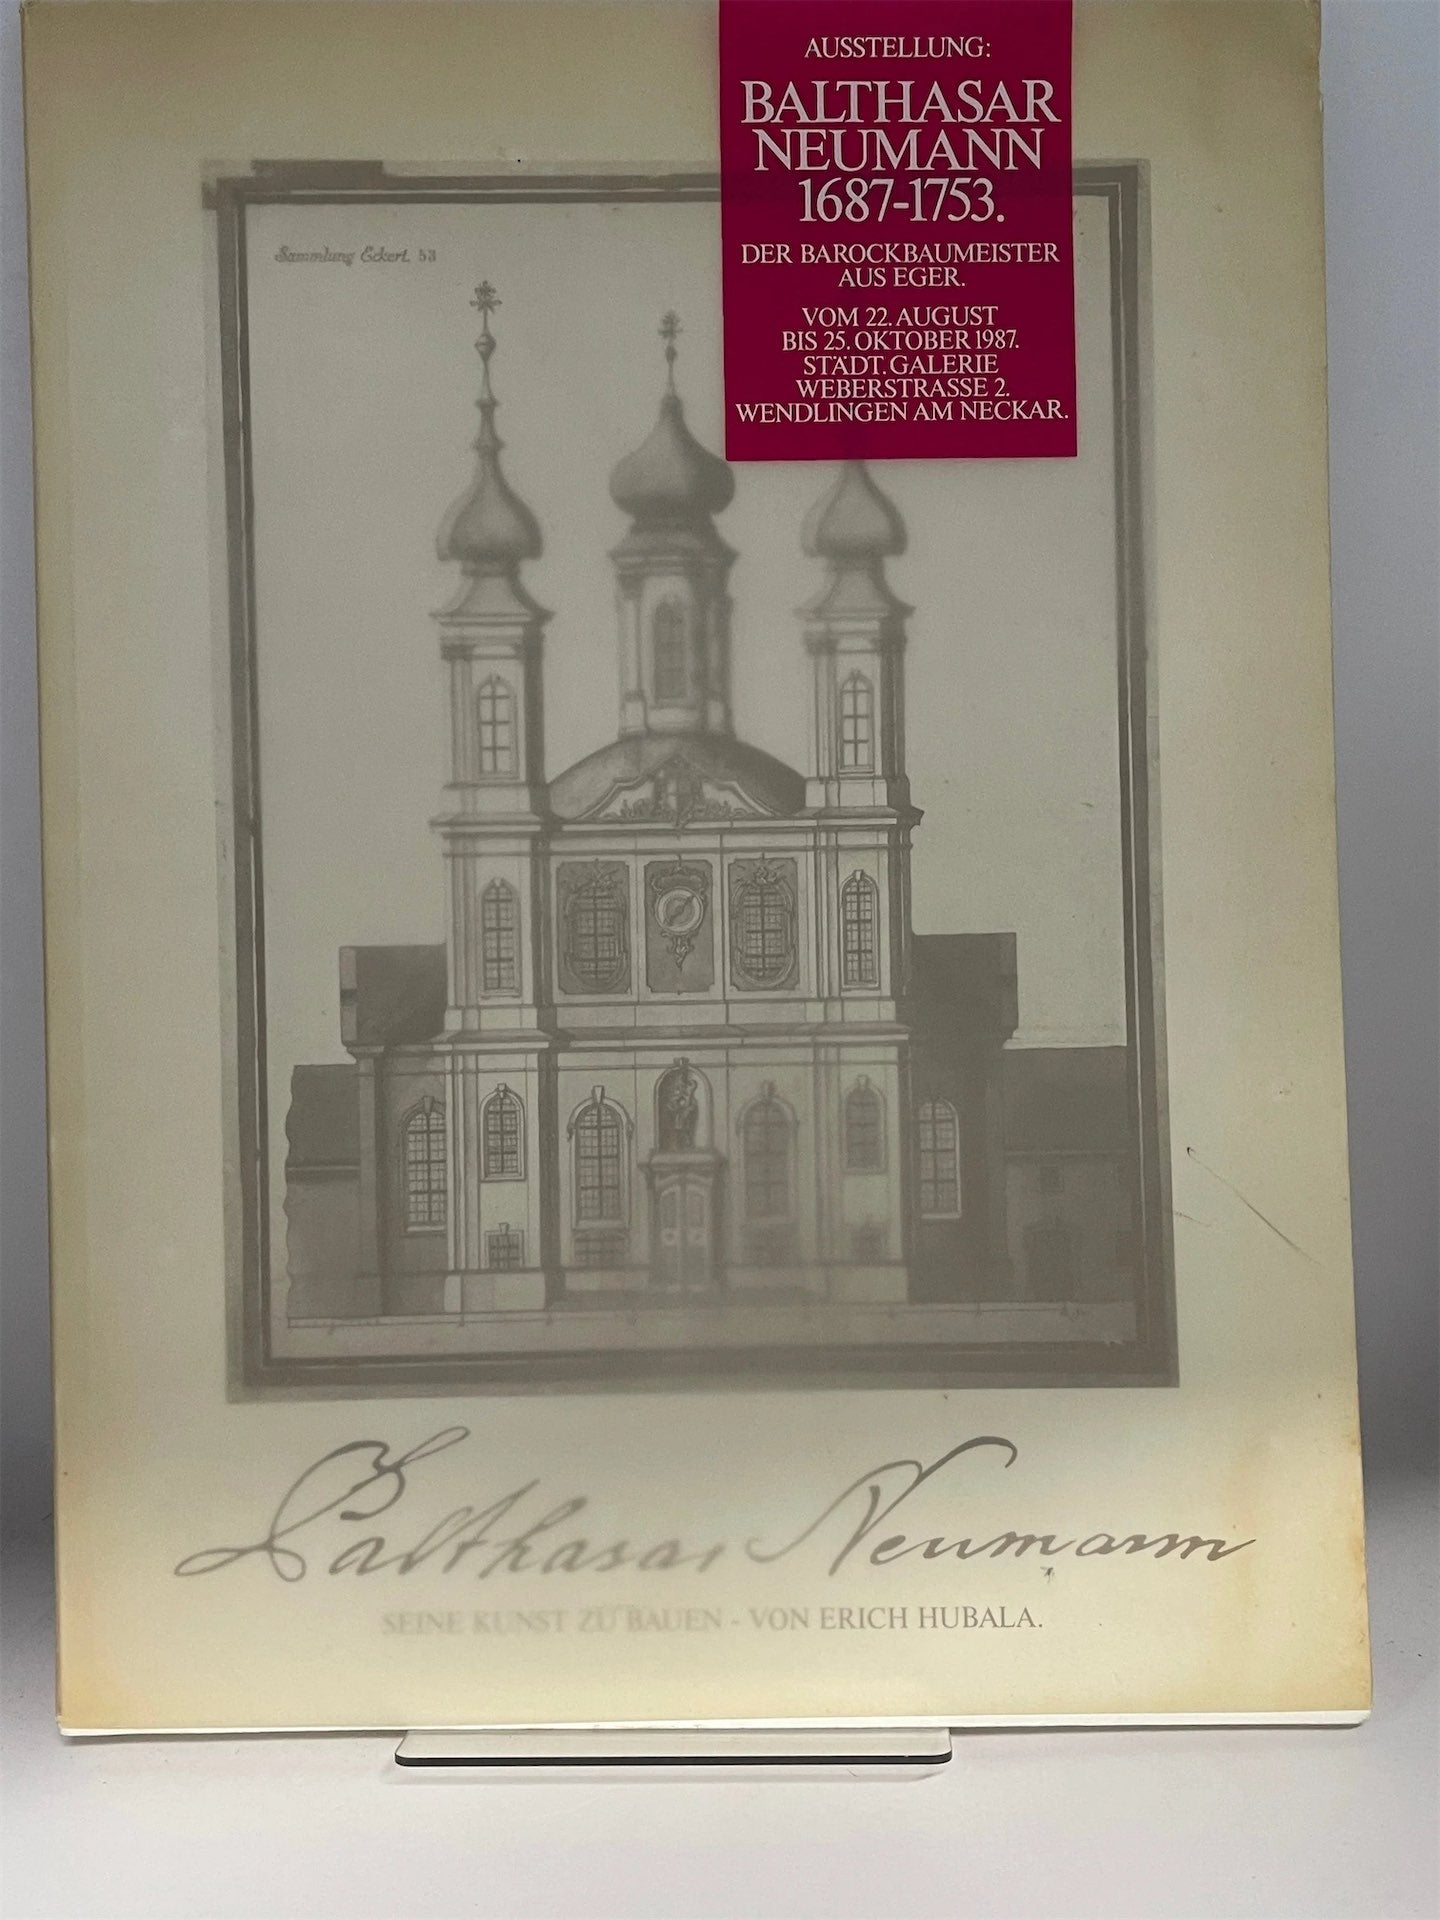 AUSSTELLUNG:
BALTHASAR
NEUMANN
1687-1753.
DER BAROCKBAUMEISTER
AUS EGER.
VOM 22. AUGUST
BIS 25. OKTOBER 1987.
STÄDT. GALERIE
WEBERSTRASSE 2.
WENDLINGEN AM NECKAR.
Sammlung Eckert. 53
Balthasar Neumann
SEINE KUNST ZU BAUEN - VON ERICH HUBALA.